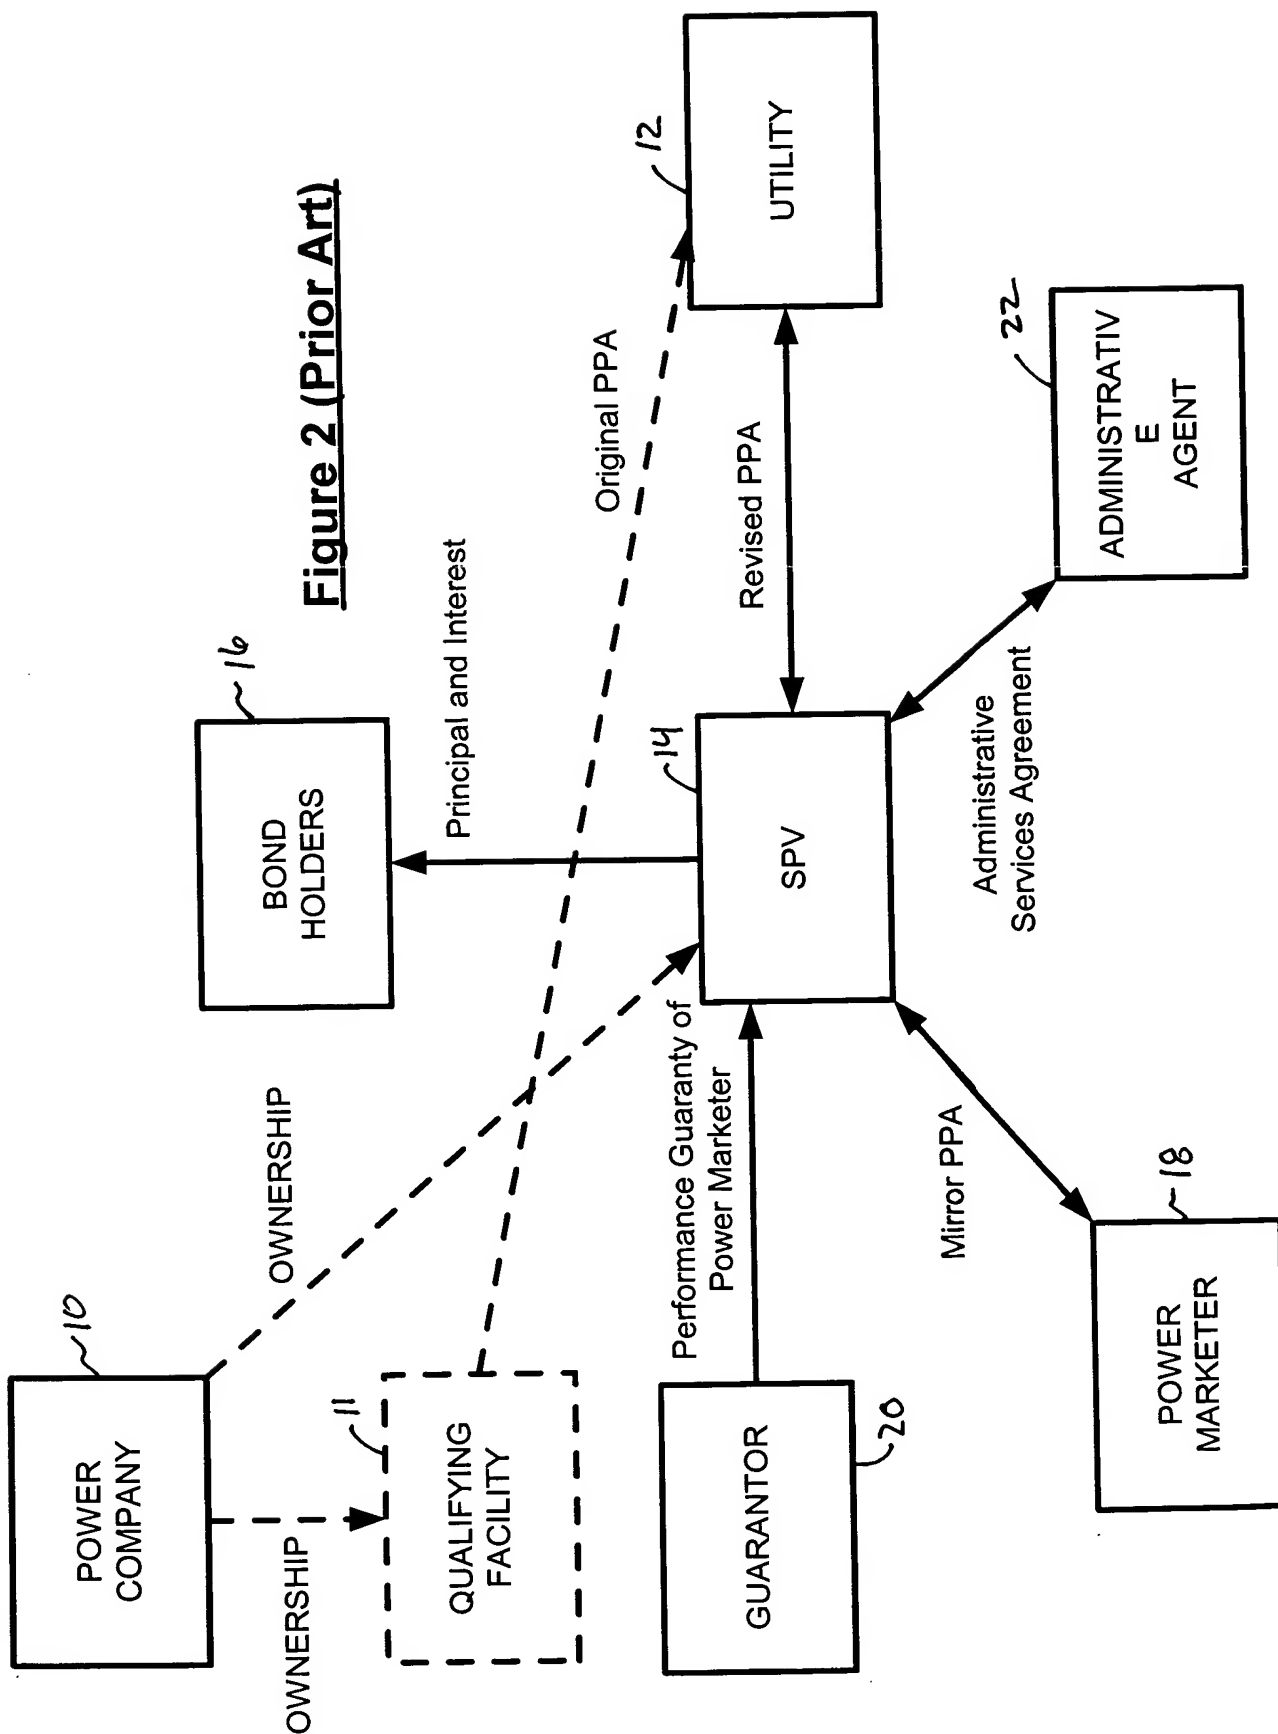 Figure 2 (Prior Art)
10
POWER
COMPANY
OWNERSHIP
OWNERSHIP
11
QUALIFYING
FACILITY
16
BOND
HOLDERS
Principal and Interest
Original PPA
12
UTILITY
GUARANTOR
20
Performance Guaranty of
Power Marketer
14
SPV
Revised PPA
Mirror PPA
18
POWER
MARKETER
Administrative
Services Agreement
22
ADMINISTRATIV
E
AGENT